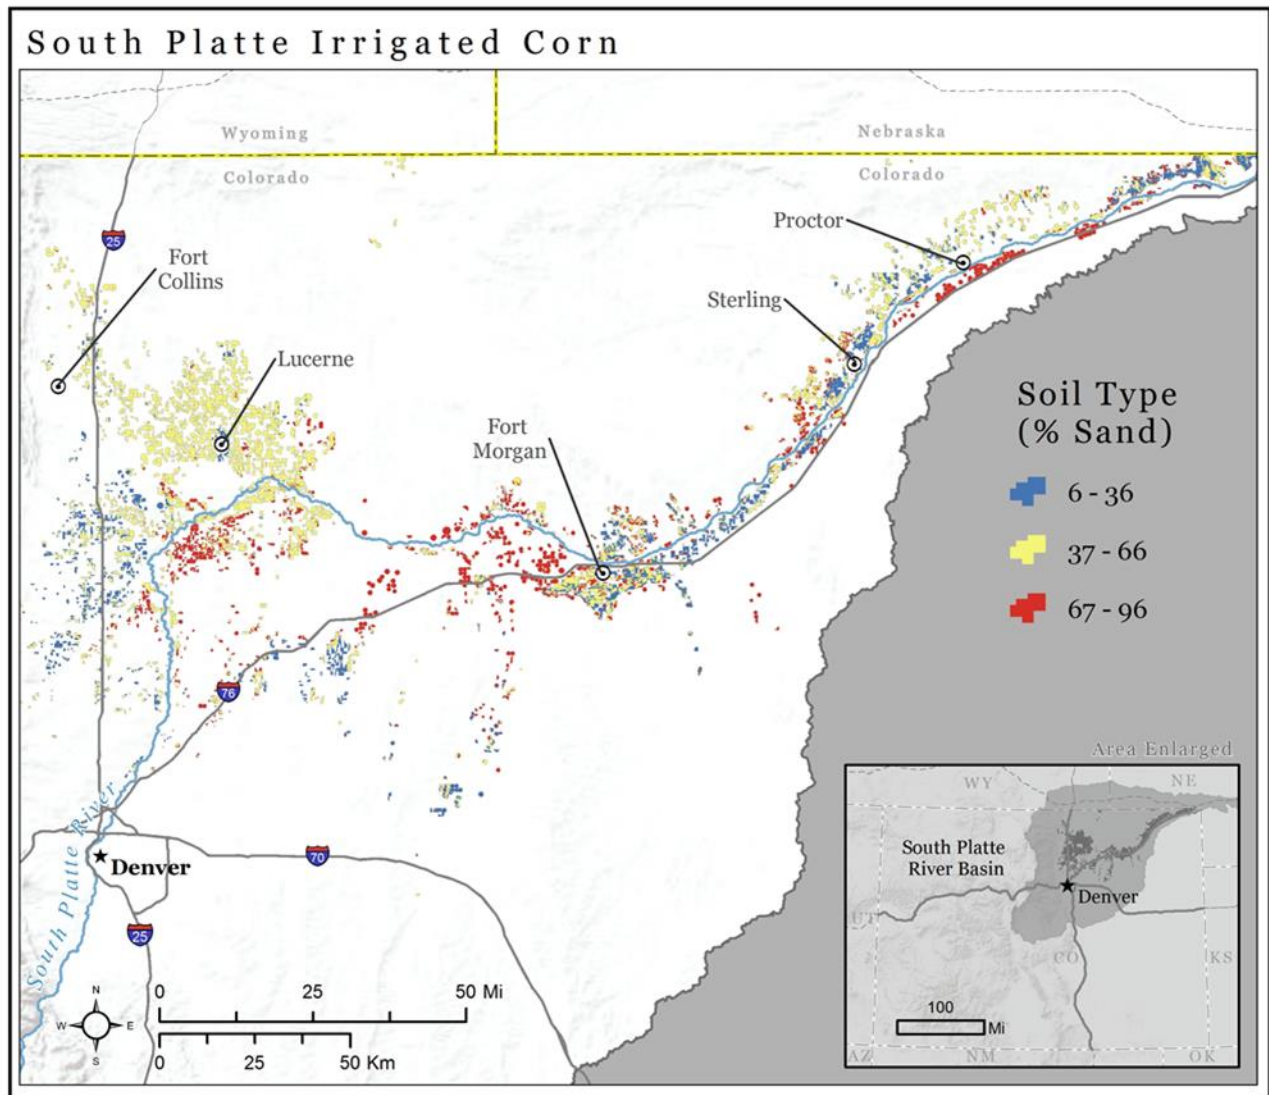 South Platte Irrigated Corn
Wyoming
Nebraska
Colorado
Colorado
25
Fort
Collins
Proctor
Sterling
Lucerne
Fort
Morgan
Soil Type
(% Sand)
6 - 36
37 - 66
67 - 96
76
Area Enlarged
South Platte River
Denver
70
25
N
W
E
S
0
25
50 Mi
0
25
50 Km
WY
NE
South Platte
River Basin
Denver
UT
CO
KS
100
Mi
AZ
NM
OK